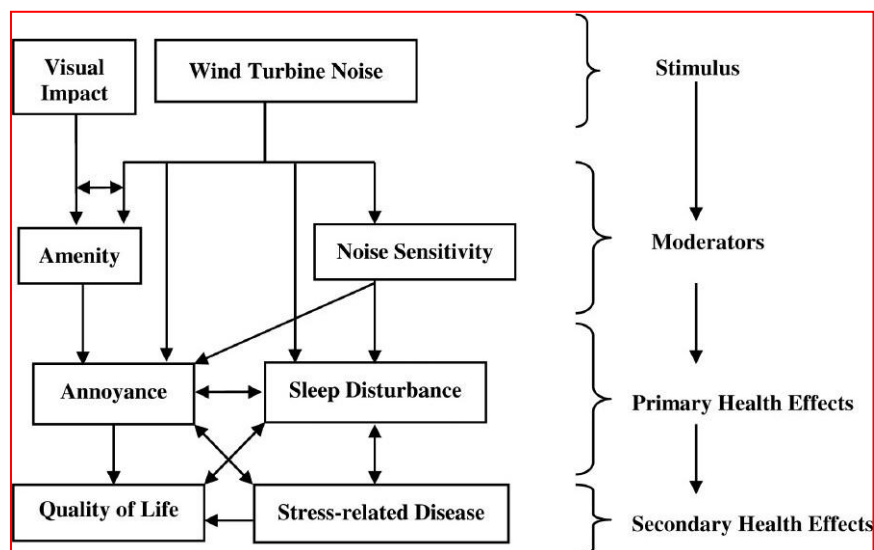 Visual
Impact
Wind Turbine Noise
Stimulus
Amenity
Noise Sensitivity
Moderators
Annoyance
Sleep Disturbance
Primary Health Effects
Quality of Life
Stress-related Disease
Secondary Health Effects